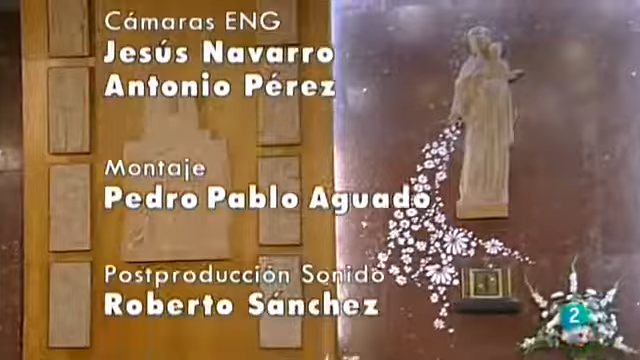 Cámaras ENG
Jesús Navarro
Antonio Pérez
Montaje
Pedro Pablo Aguado
Postproducción Sonido
Roberto Sánchez
2